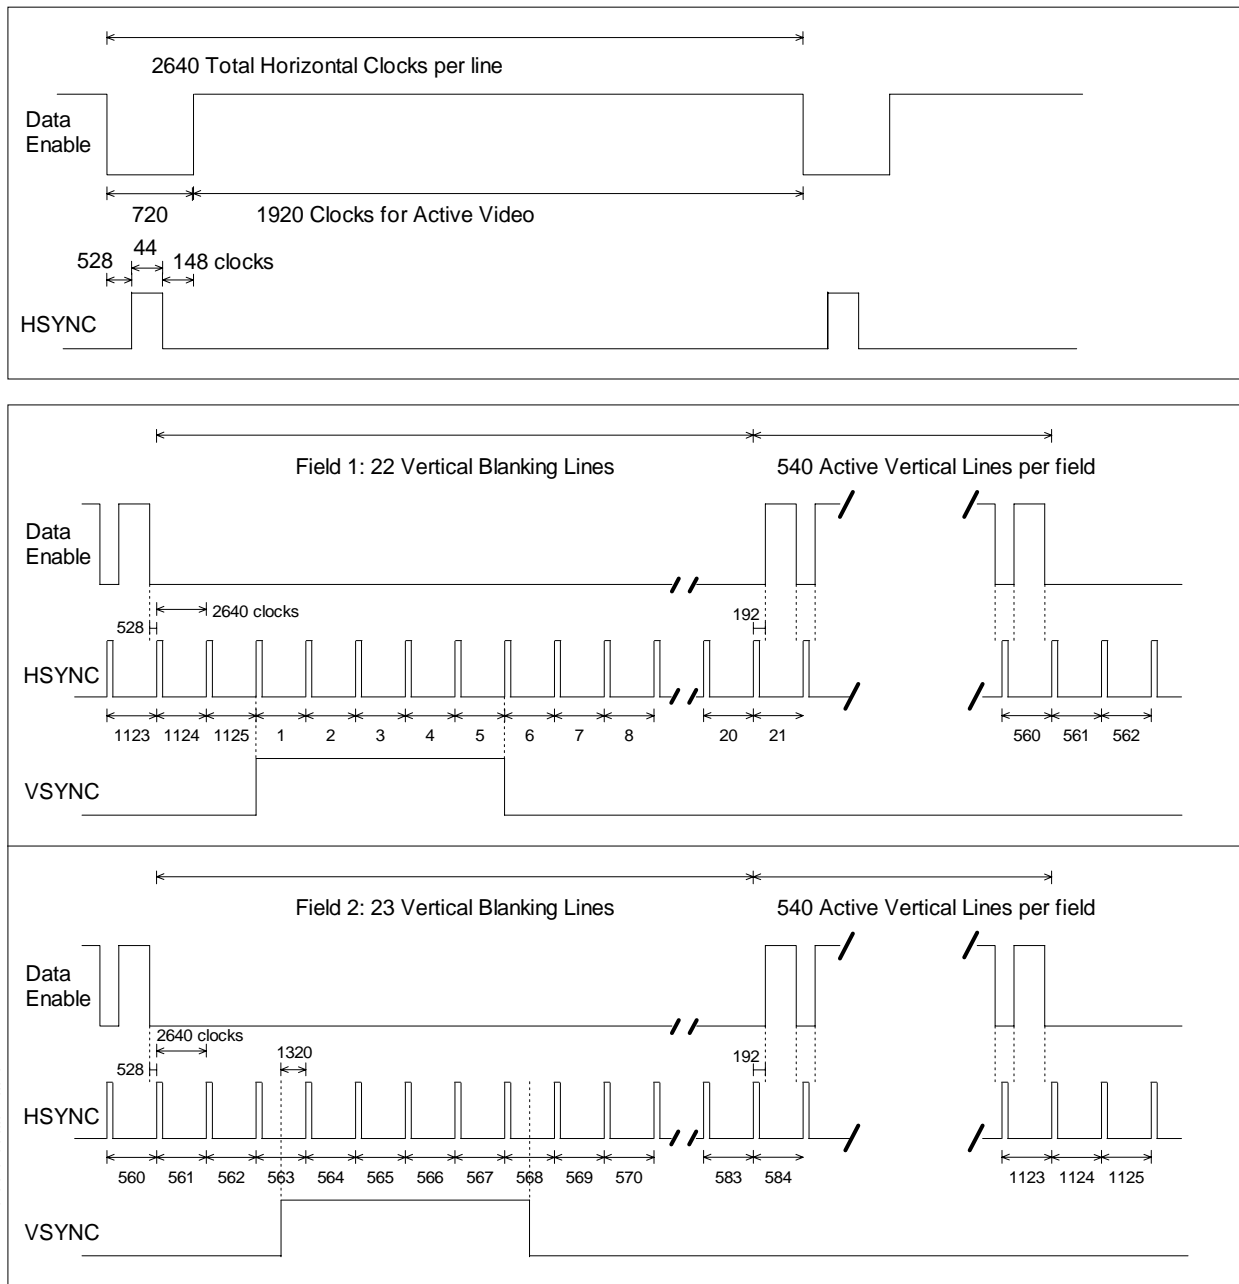 2640 Total Horizontal Clocks per line
Data
Enable
720
1920 Clocks for Active Video
44
528
148 clocks
HSYNC
Field 1: 22 Vertical Blanking Lines
540 Active Vertical Lines per field
Data
Enable
2640 clocks
528
192
HSYNC
1123 1124 1125 1 2 3 4 5 6 7 8 20 21 560 561 562
VSYNC
Field 2: 23 Vertical Blanking Lines
540 Active Vertical Lines per field
Data
Enable
2640 clocks
1320
528
192
HSYNC
560 561 562 563 564 565 566 567 568 569 570 583 584 1123 1124 1125
VSYNC